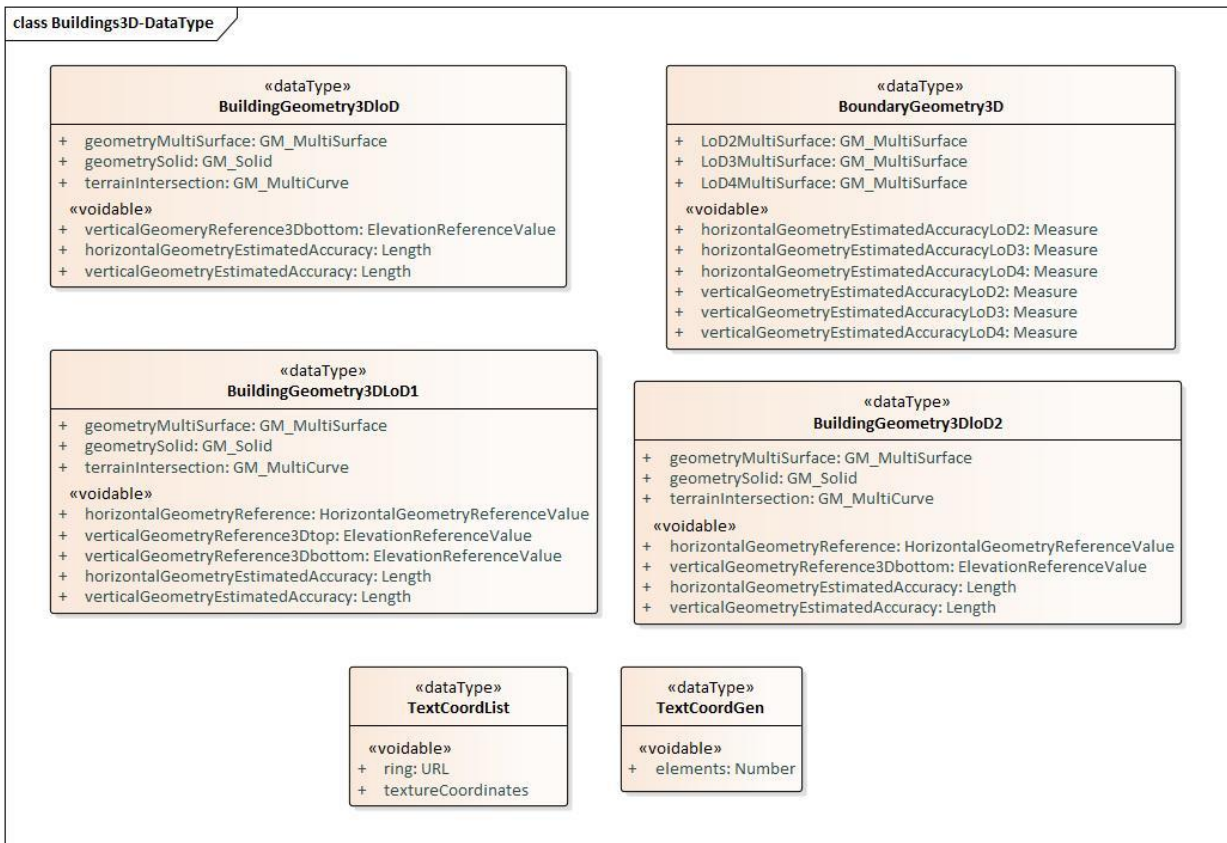 class Buildings3D-DataType
«dataType»
BuildingGeometry3DloD
+ geometryMultiSurface: GM_MultiSurface
+ geometrySolid: GM_Solid
+ terrainIntersection: GM_MultiCurve
«voidable»
+ verticalGeomeryReference3Dbottom: ElevationReferenceValue
+ horizontalGeometryEstimatedAccuracy: Length
+ verticalGeometryEstimatedAccuracy: Length
«dataType»
BoundaryGeometry3D
+ LoD2MultiSurface: GM_MultiSurface
+ LoD3MultiSurface: GM_MultiSurface
+ LoD4MultiSurface: GM_MultiSurface
«voidable»
+ horizontalGeometryEstimatedAccuracyLoD2: Measure
+ horizontalGeometryEstimatedAccuracyLoD3: Measure
+ horizontalGeometryEstimatedAccuracyLoD4: Measure
+ verticalGeometryEstimatedAccuracyLoD2: Measure
+ verticalGeometryEstimatedAccuracyLoD3: Measure
+ verticalGeometryEstimatedAccuracyLoD4: Measure
«dataType»
BuildingGeometry3DLoD1
+ geometryMultiSurface: GM_MultiSurface
+ geometrySolid: GM_Solid
+ terrainIntersection: GM_MultiCurve
«voidable»
+ horizontalGeometryReference: HorizontalGeometryReferenceValue
+ verticalGeometryReference3Dtop: ElevationReferenceValue
+ verticalGeometryReference3Dbottom: ElevationReferenceValue
+ horizontalGeometryEstimatedAccuracy: Length
+ verticalGeometryEstimatedAccuracy: Length
«dataType»
BuildingGeometry3DloD2
+ geometryMultiSurface: GM_MultiSurface
+ geometrySolid: GM_Solid
+ terrainIntersection: GM_MultiCurve
«voidable»
+ horizontalGeometryReference: HorizontalGeometryReferenceValue
+ verticalGeometryReference3Dbottom: ElevationReferenceValue
+ horizontalGeometryEstimatedAccuracy: Length
+ verticalGeometryEstimatedAccuracy: Length
«dataType»
TextCoordList
«voidable»
+ ring: URL
+ textureCoordinates
«dataType»
TextCoordGen
«voidable»
+ elements: Number